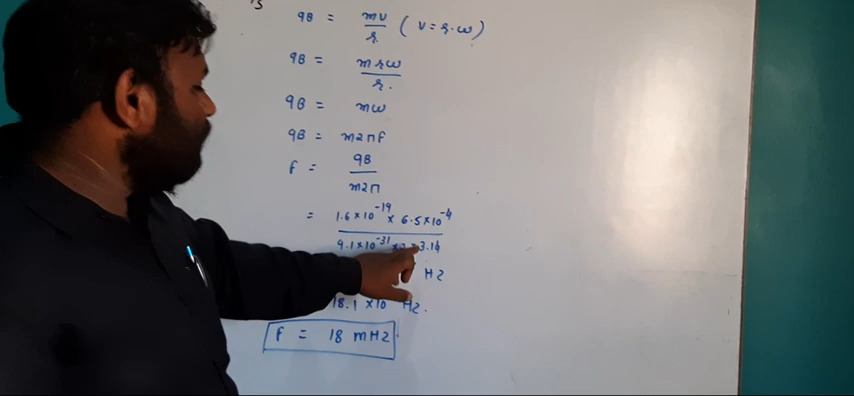 qB = mv/r (v = r.ω)
qB = mrω/r.
qB = mω
qB = m2πf
f = qB/m2π
= 1.6×10⁻¹⁹ × 6.5×10⁻⁴/9.1×10⁻³¹ × 3.14
Hz
18.1 ×10 Hz.
f = 18 mHz.